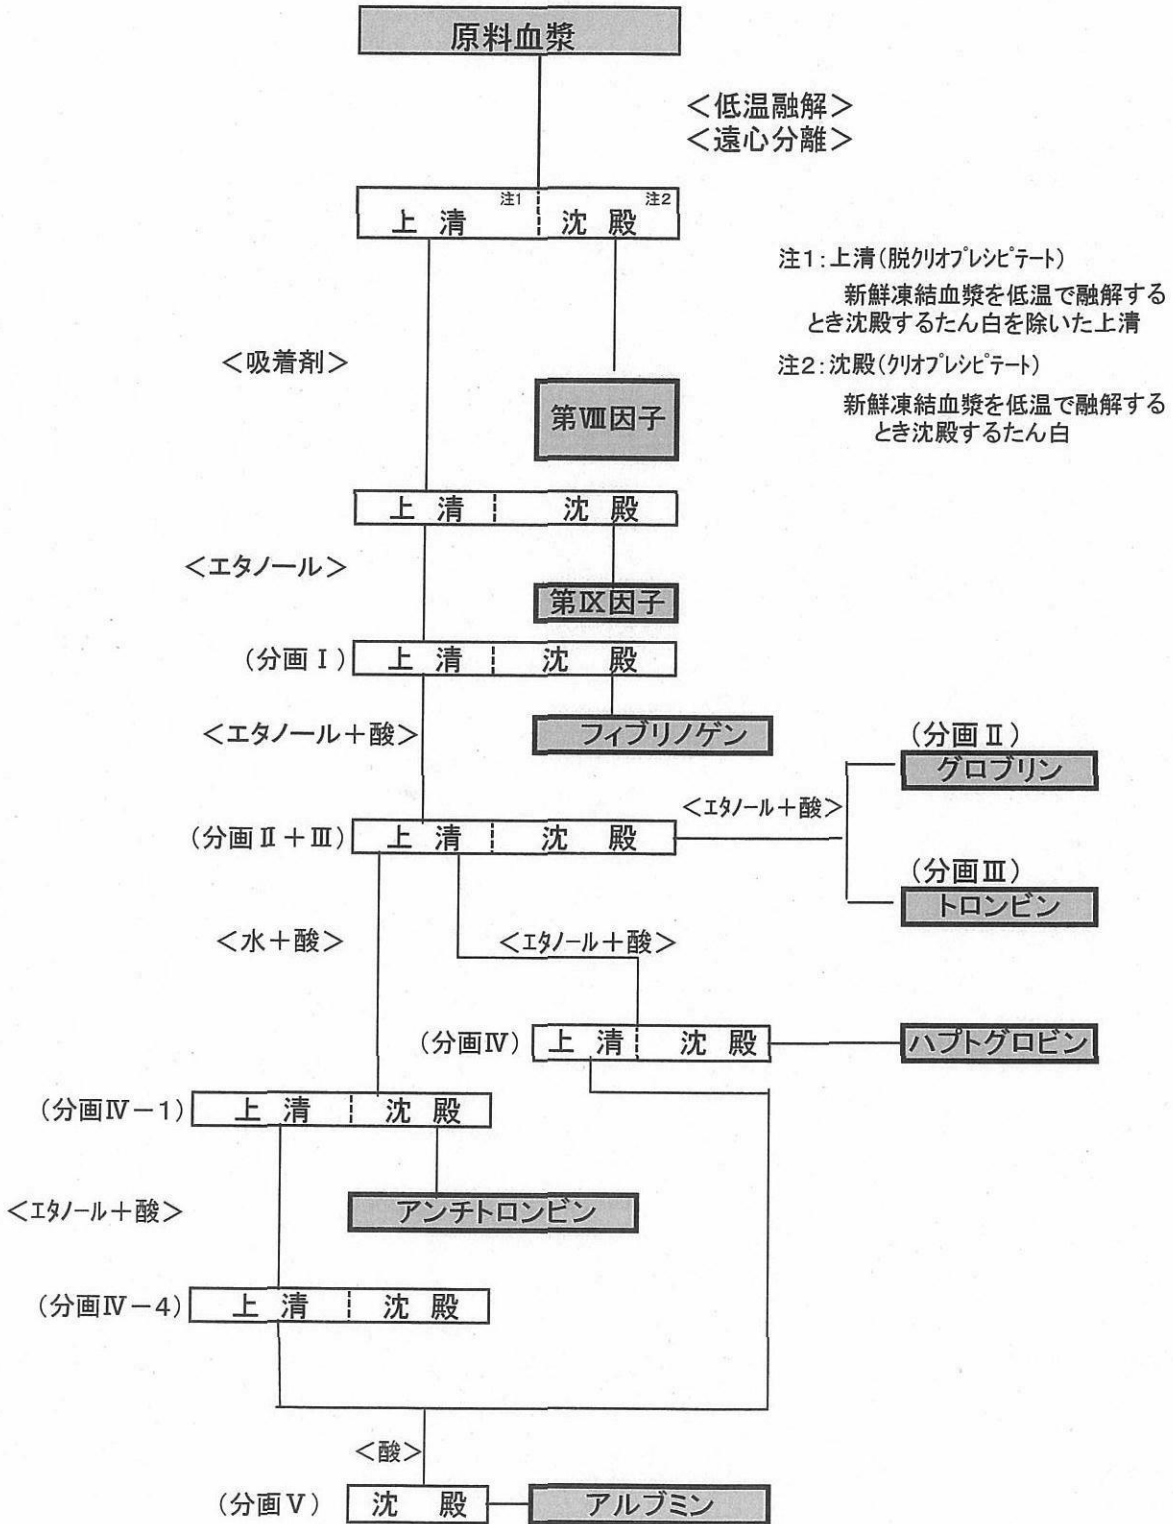 原料血漿
<低温融解>
<遠心分離>
上清 注1 沈殿 注2
注1:上清(脱クリオプレシピテート)
新鮮凍結血漿を低温で融解する
とき沈殿するたん白を除いた上清
注2:沈殿(クリオプレシピテート)
新鮮凍結血漿を低温で融解する
とき沈殿するたん白
<吸着剤>
第Ⅷ因子
上清 沈殿
<エタノール>
第Ⅸ因子
(分画Ⅰ) 上清 沈殿
<エタノール+酸>
フィブリノゲン
(分画Ⅱ)
グロブリン
<エタノール+酸>
(分画Ⅱ+Ⅲ) 上清 沈殿
(分画Ⅲ)
トロンビン
<水+酸>
<エタノール+酸>
(分画Ⅳ) 上清 沈殿
ハプトグロビン
(分画Ⅳ-1) 上清 沈殿
<エタノール+酸>
アンチトロンビン
(分画Ⅳ-4) 上清 沈殿
<酸>
(分画Ⅴ) 沈殿
アルブミン